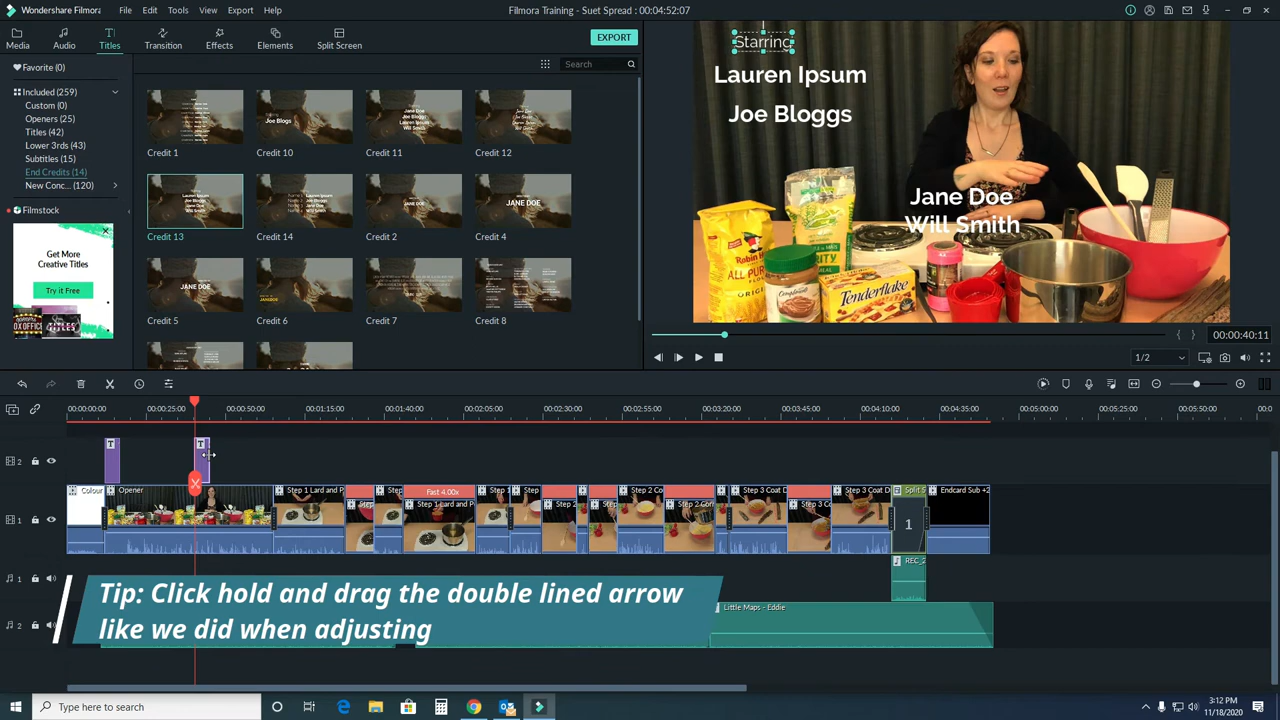 Wondershare Filmora
File Edit Tools View Export Help
Filmora Training - Suet Spread : 00:04:52:07
Media Audio Titles Transition Effects Elements Split Screen
EXPORT
Favorite (0)
Search
Included (259)
Custom (0)
Openers (25)
Titles (42)
Lower 3rds (43)
Subtitles (15)
End Credits (14)
New Conc... (120)
Filmstock
Get More
Creative Titles
Try it Free
Credit 1 Credit 10 Credit 11 Credit 12
Credit 13 Credit 14 Credit 2 Credit 4
Credit 5 Credit 6 Credit 7 Credit 8
Starring
Lauren Ipsum
Joe Bloggs
Jane Doe
Will Smith
Tenderflake
1/2
00:00:40:11
00:00:00 00:00:25:00 00:00:50:00 00:01:15:00 00:01:40:00 00:02:05:00 00:02:30:00 00:02:55:00 00:03:20:00 00:03:45:00 00:04:10:00 00:04:35:00 00:05:00:00 00:05:25:00 00:05:50:00
2
T T
Colour Opener Step 1 Lard and P Fast 4.00x Step 2 Co Step 3 Coat D Step 3 Co Step 3 Coat D Split S Endcard Sub +2
1
1
1
REC_2
Little Maps - Eddie
Tip: Click hold and drag the double lined arrow
like we did when adjusting
Type here to search
3:12 PM
11/18/2020